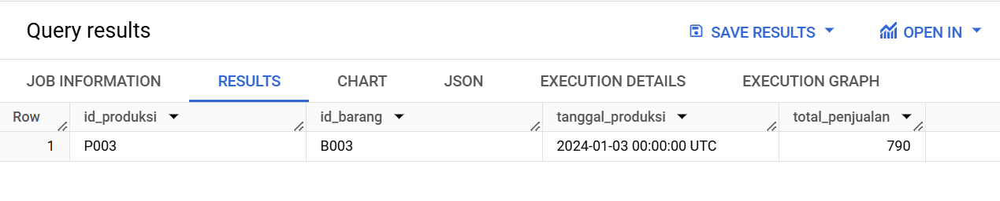 Query results SAVE RESULTS OPEN IN
JOB INFORMATION RESULTS CHART JSON EXECUTION DETAILS EXECUTION GRAPH
Row id_produksi id_barang tanggal_produksi total_penjualan
1 P003 B003 2024-01-03 00:00:00 UTC 790